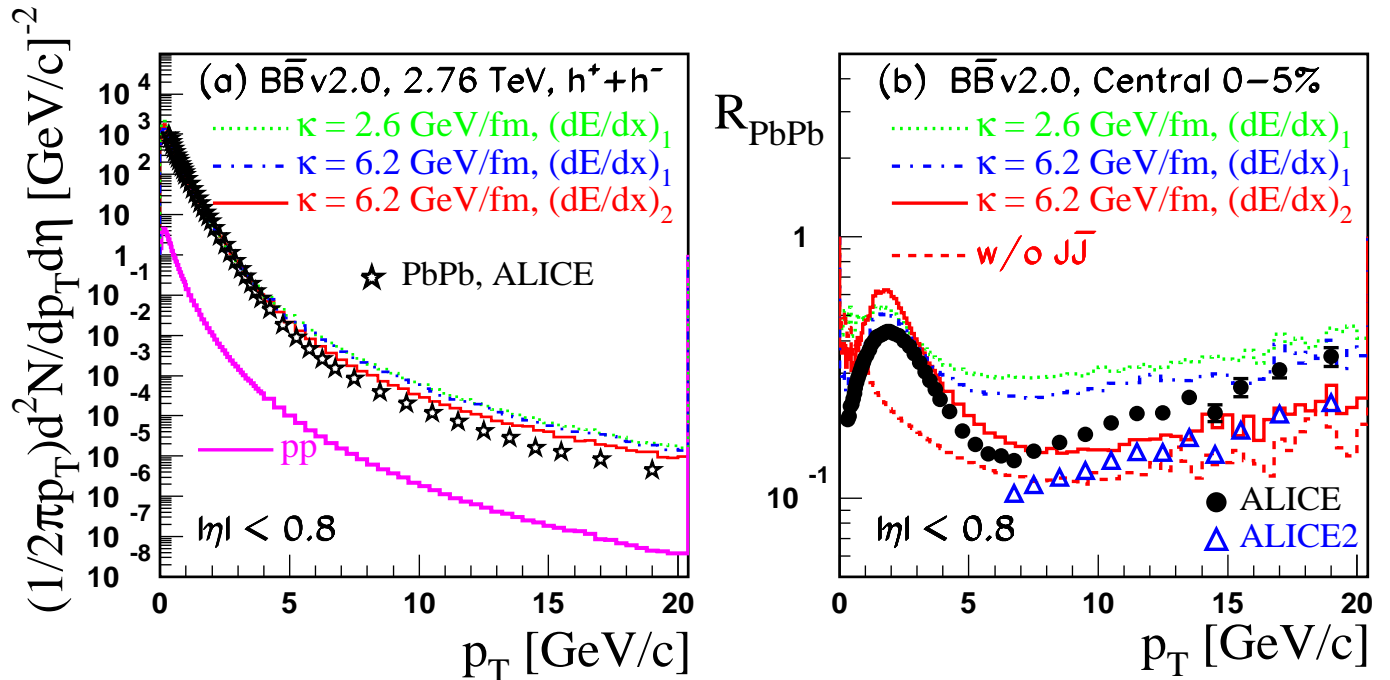 (a) BB̅ v2.0, 2.76 TeV, h⁺+h⁻
κ = 2.6 GeV/fm, (dE/dx)₁
κ = 6.2 GeV/fm, (dE/dx)₁
κ = 6.2 GeV/fm, (dE/dx)₂
PbPb, ALICE
pp
|η| < 0.8
(1/2πp_T)d²N/dp_Tdη [GeV/c]⁻²
10⁴
10³
10²
10
1
10⁻¹
10⁻²
10⁻³
10⁻⁴
10⁻⁵
10⁻⁶
10⁻⁷
10⁻⁸
0 5 10 15 20
p_T [GeV/c]
(b) BB̅ v2.0, Central 0-5%
R_PbPb
κ = 2.6 GeV/fm, (dE/dx)₁
κ = 6.2 GeV/fm, (dE/dx)₁
κ = 6.2 GeV/fm, (dE/dx)₂
w/o JJ̅
1
10⁻¹
ALICE
ALICE2
|η| < 0.8
0 5 10 15 20
p_T [GeV/c]